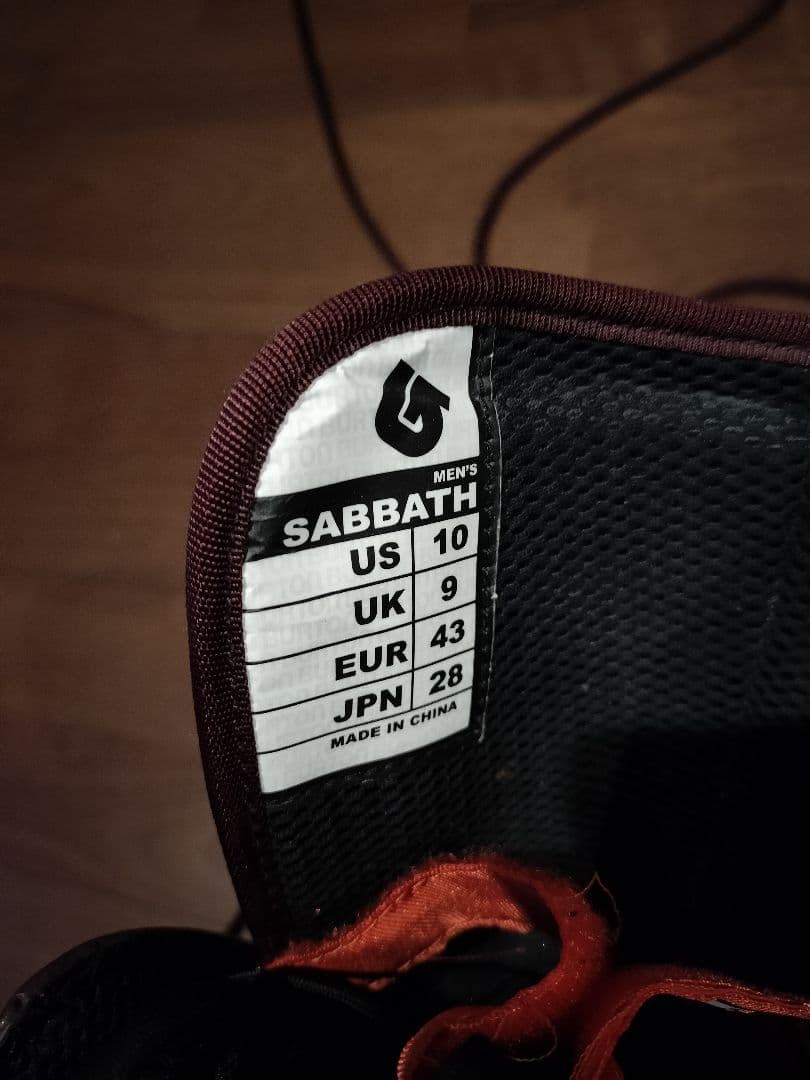 MEN'S
SABBATH
US 10
UK 9
EUR 43
JPN 28
MADE IN CHINA